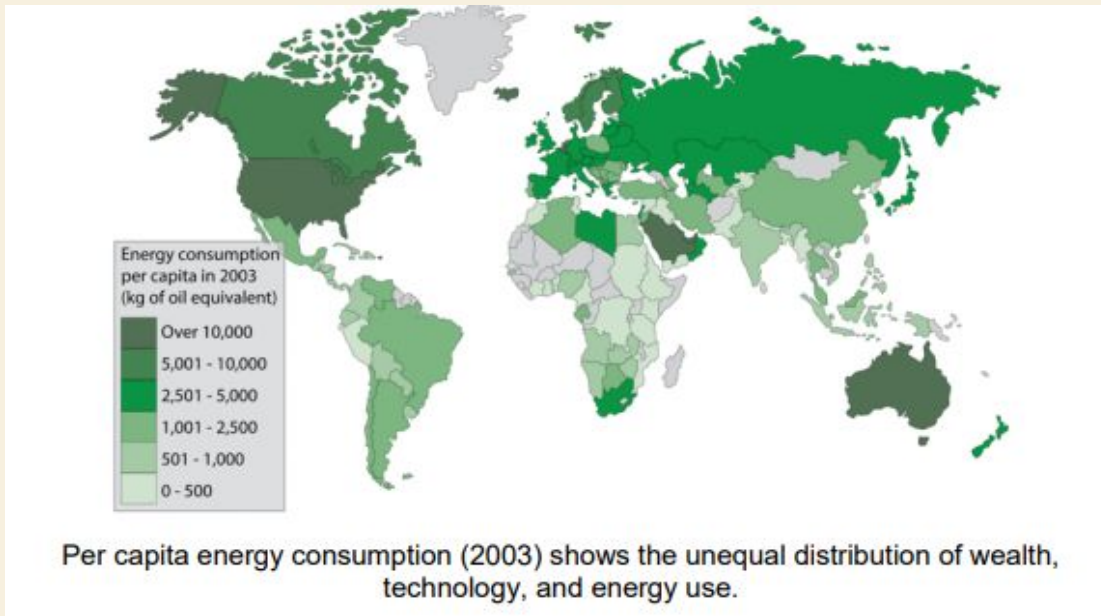 Energy consumption
per capita in 2003
(kg of oil equivalent)
Over 10,000
5,001 - 10,000
2,501 - 5,000
1,001 - 2,500
501 - 1,000
0 - 500
Per capita energy consumption (2003) shows the unequal distribution of wealth,
technology, and energy use.